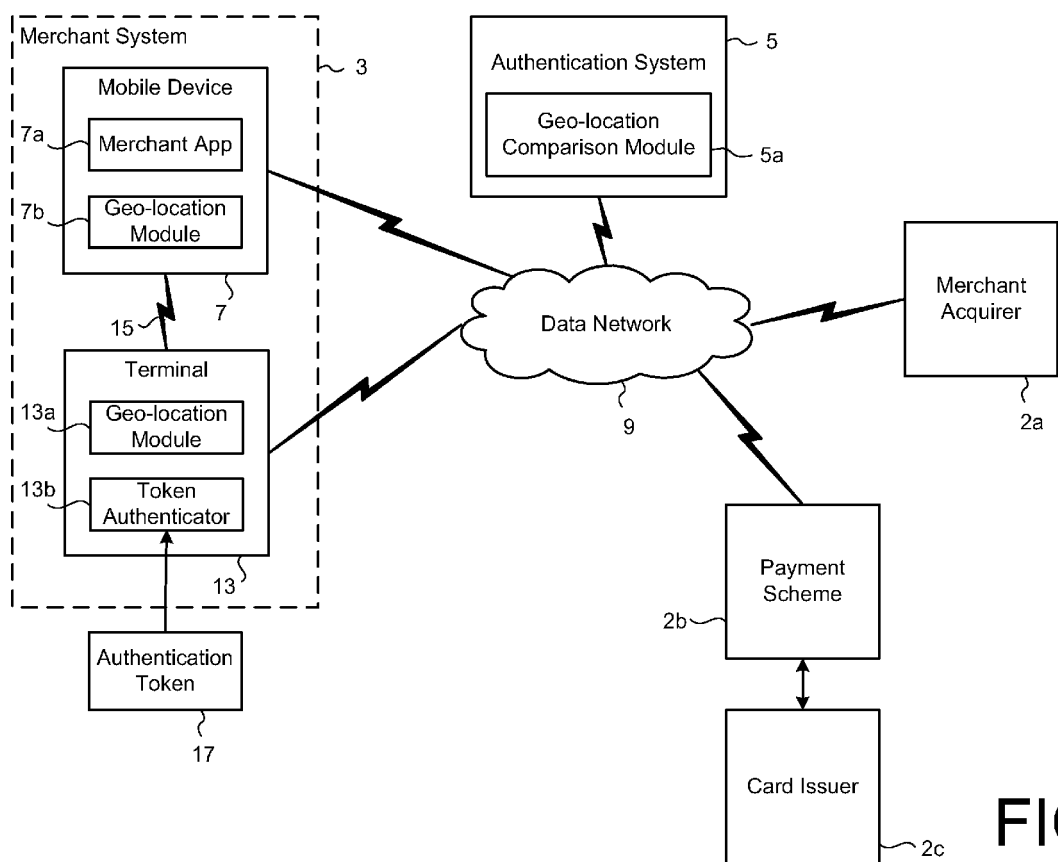 Merchant System
3
Mobile Device
7a
Merchant App
7b
Geo-location
Module
7
15
Terminal
13a
Geo-location
Module
13b
Token
Authenticator
13
Authentication
Token
17
5
Authentication System
Geo-location
Comparison Module
5a
Data Network
9
Merchant
Acquirer
2a
Payment
Scheme
2b
Card Issuer
2c
FIG